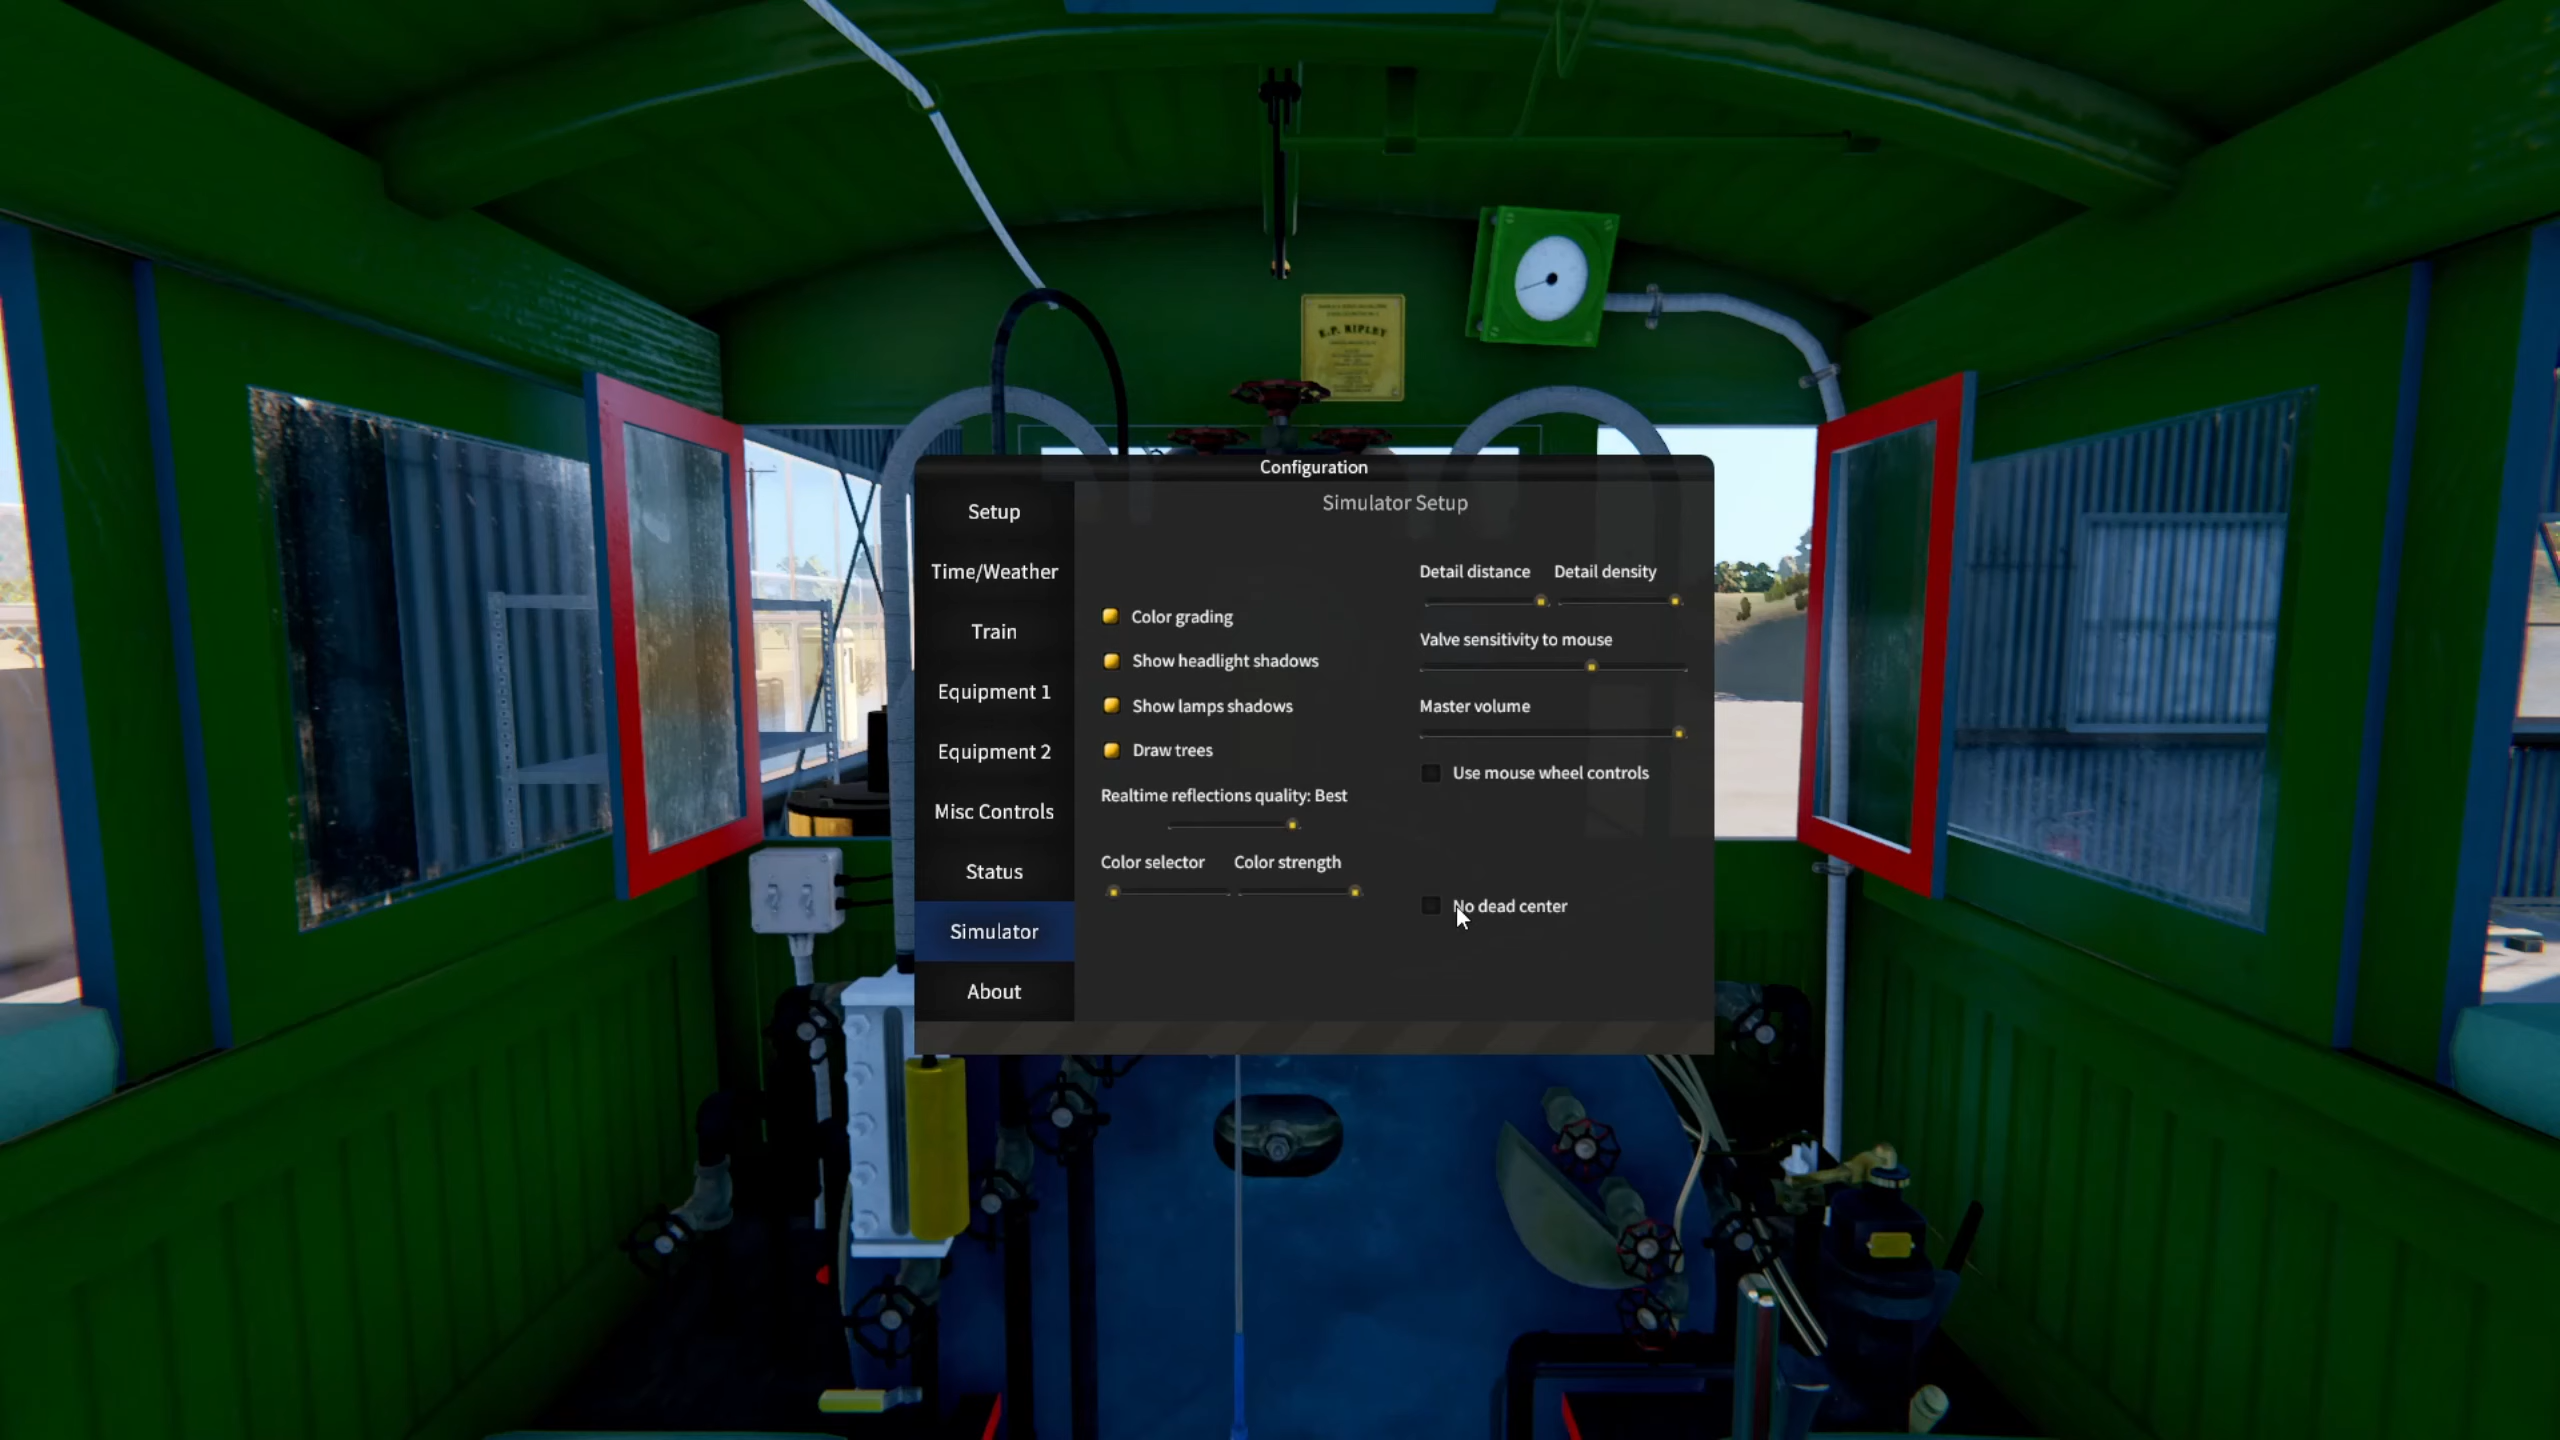 E.P. RIPLEY
Configuration
Setup
Time/Weather
Train
Equipment 1
Equipment 2
Misc Controls
Status
Simulator
About
Simulator Setup
Color grading
Show headlight shadows
Show lamps shadows
Draw trees
Realtime reflections quality: Best
Color selector
Color strength
Detail distance
Detail density
Valve sensitivity to mouse
Master volume
Use mouse wheel controls
No dead center